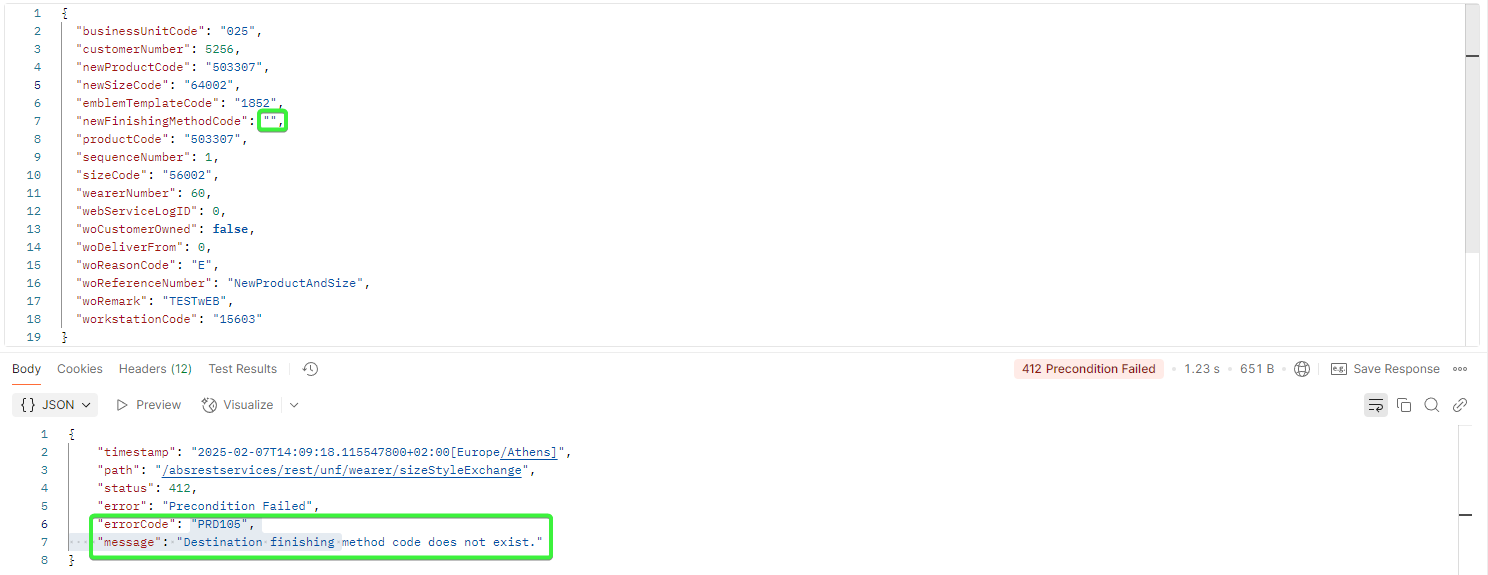 1 {
2 "businessUnitCode": "025",
3 "customerNumber": 5256,
4 "newProductCode": "503307",
5 "newSizeCode": "64002",
6 "emblemTemplateCode": "1852",
7 "newFinishingMethodCode": "",
8 "productCode": "503307",
9 "sequenceNumber": 1,
10 "sizeCode": "56002",
11 "wearerNumber": 60,
12 "webServiceLogID": 0,
13 "woCustomerOwned": false,
14 "woDeliverFrom": 0,
15 "woReasonCode": "E",
16 "woReferenceNumber": "NewProductAndSize",
17 "woRemark": "TESTwEB",
18 "workstationCode": "15603"
19 }
Body Cookies Headers (12) Test Results 412 Precondition Failed • 1.23 s • 651 B • e.g. Save Response
{} JSON Preview Visualize
1 {
2 "timestamp": "2025-02-07T14:09:18.115547800+02:00[Europe/Athens]",
3 "path": "/absrestservices/rest/unf/wearer/sizeStyleExchange",
4 "status": 412,
5 "error": "Precondition Failed",
6 "errorCode": "PRD105",
7 "message": "Destination finishing method code does not exist."
8 }